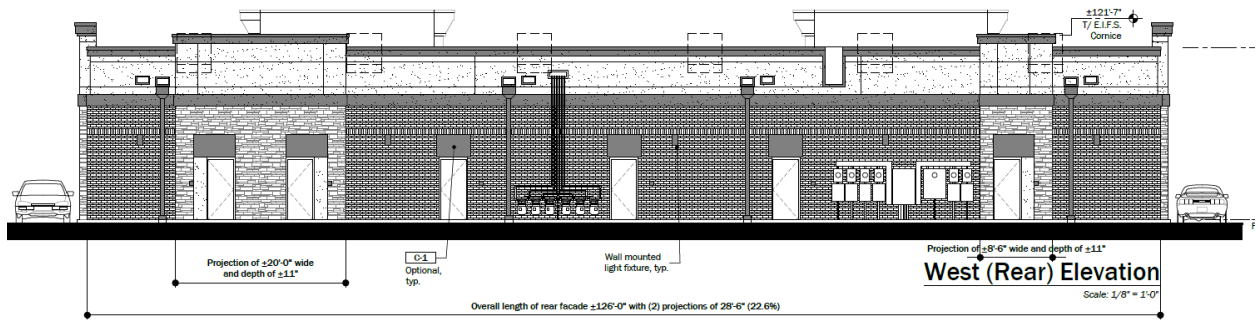 ±121'-7"
T/ E.I.F.S.
Cornice
F
C-1
Optional,
typ.
Wall mounted
light fixture, typ.
Projection of ±20'-0" wide
and depth of ±11"
Projection of ±8'-6" wide and depth of ±11"
West (Rear) Elevation
Scale: 1/8" = 1'-0"
Overall length of rear facade ±126'-0" with (2) projections of 28'-6" (22.6%)